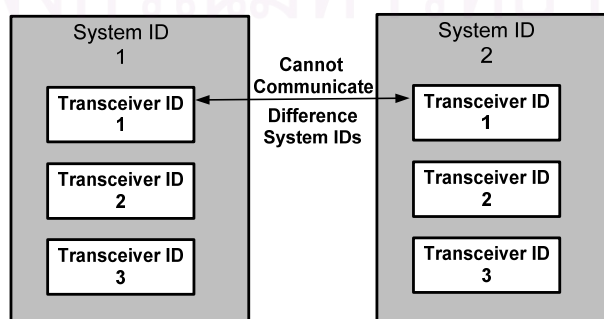 System ID
1
Transceiver ID
1
Transceiver ID
2
Transceiver ID
3
Cannot
Communicate
Difference
System IDs
System ID
2
Transceiver ID
1
Transceiver ID
2
Transceiver ID
3